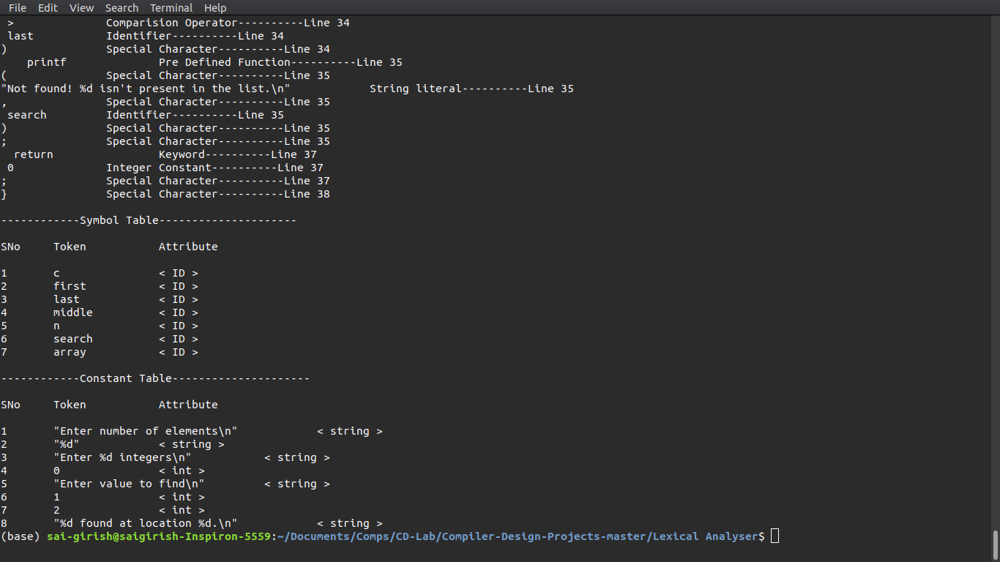 File Edit View Search Terminal Help
 >              Comparision Operator----------Line 34
 last           Identifier----------Line 34
)               Special Character----------Line 34
    printf              Pre Defined Function----------Line 35
(               Special Character----------Line 35
"Not found! %d isn't present in the list.\n"            String literal----------Line 35
,               Special Character----------Line 35
 search         Identifier----------Line 35
)               Special Character----------Line 35
;               Special Character----------Line 35
  return                Keyword----------Line 37
 0              Integer Constant----------Line 37
;               Special Character----------Line 37
}               Special Character----------Line 38
------------Symbol Table---------------------
SNo     Token           Attribute
1       c               < ID >
2       first           < ID >
3       last            < ID >
4       middle          < ID >
5       n               < ID >
6       search          < ID >
7       array           < ID >
------------Constant Table---------------------
SNo     Token           Attribute
1       "Enter number of elements\n"            < string >
2       "%d"            < string >
3       "Enter %d integers\n"           < string >
4       0               < int >
5       "Enter value to find\n"         < string >
6       1               < int >
7       2               < int >
8       "%d found at location %d.\n"            < string >
(base) sai-girish@saigirish-Inspiron-5559:~/Documents/Comps/CD-Lab/Compiler-Design-Projects-master/Lexical Analyser$